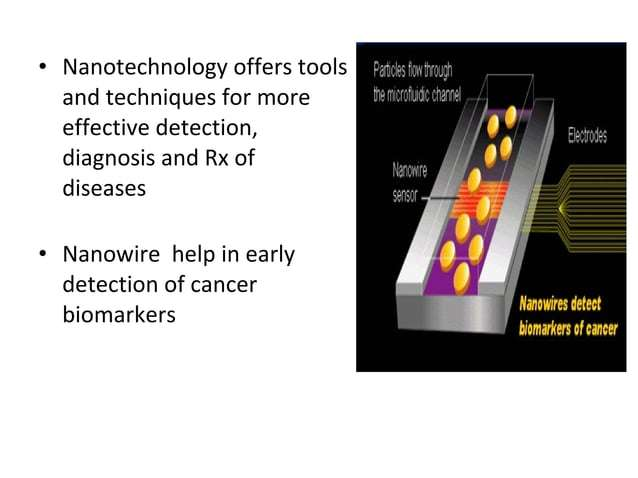 • Nanotechnology offers tools
and techniques for more
effective detection,
diagnosis and Rx of
diseases
• Nanowire  help in early
detection of cancer
biomarkers
Particles flow through
the microfluidic channel
Electrodes
Nanowire
sensor
Nanowires detect
biomarkers of cancer